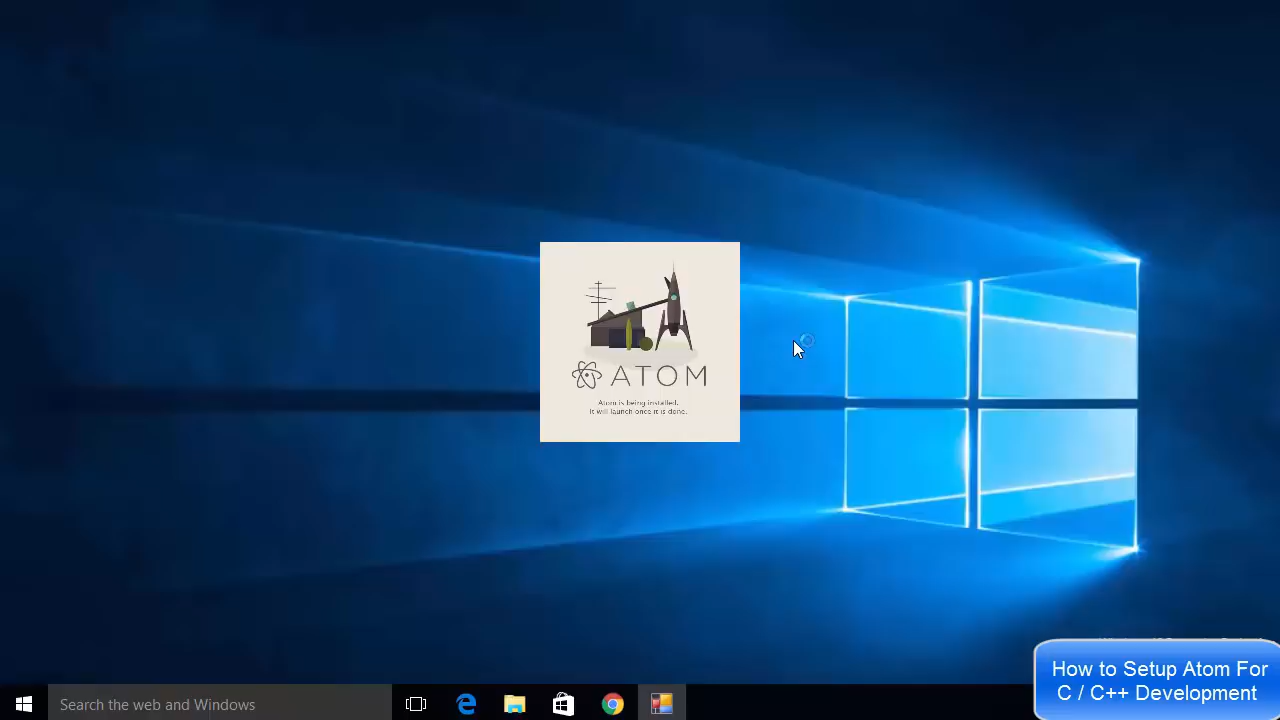 ATOM
Atom is being installed.
It will launch once it is done.
How to Setup Atom For
C / C++ Development
Search the web and Windows